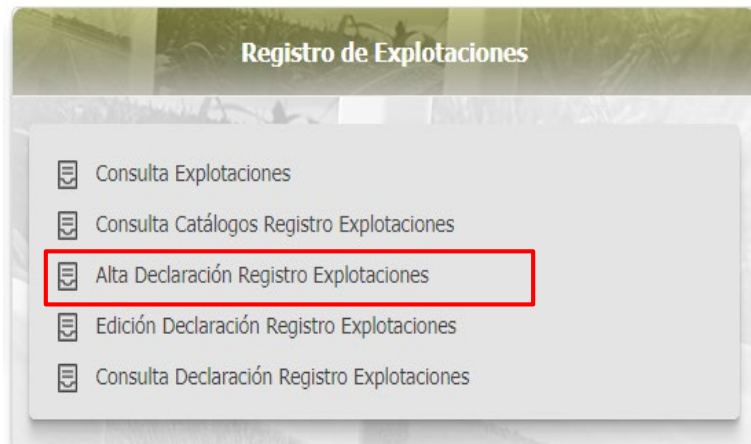 Registro de Explotaciones
Consulta Explotaciones
Consulta Catálogos Registro Explotaciones
Alta Declaración Registro Explotaciones
Edición Declaración Registro Explotaciones
Consulta Declaración Registro Explotaciones